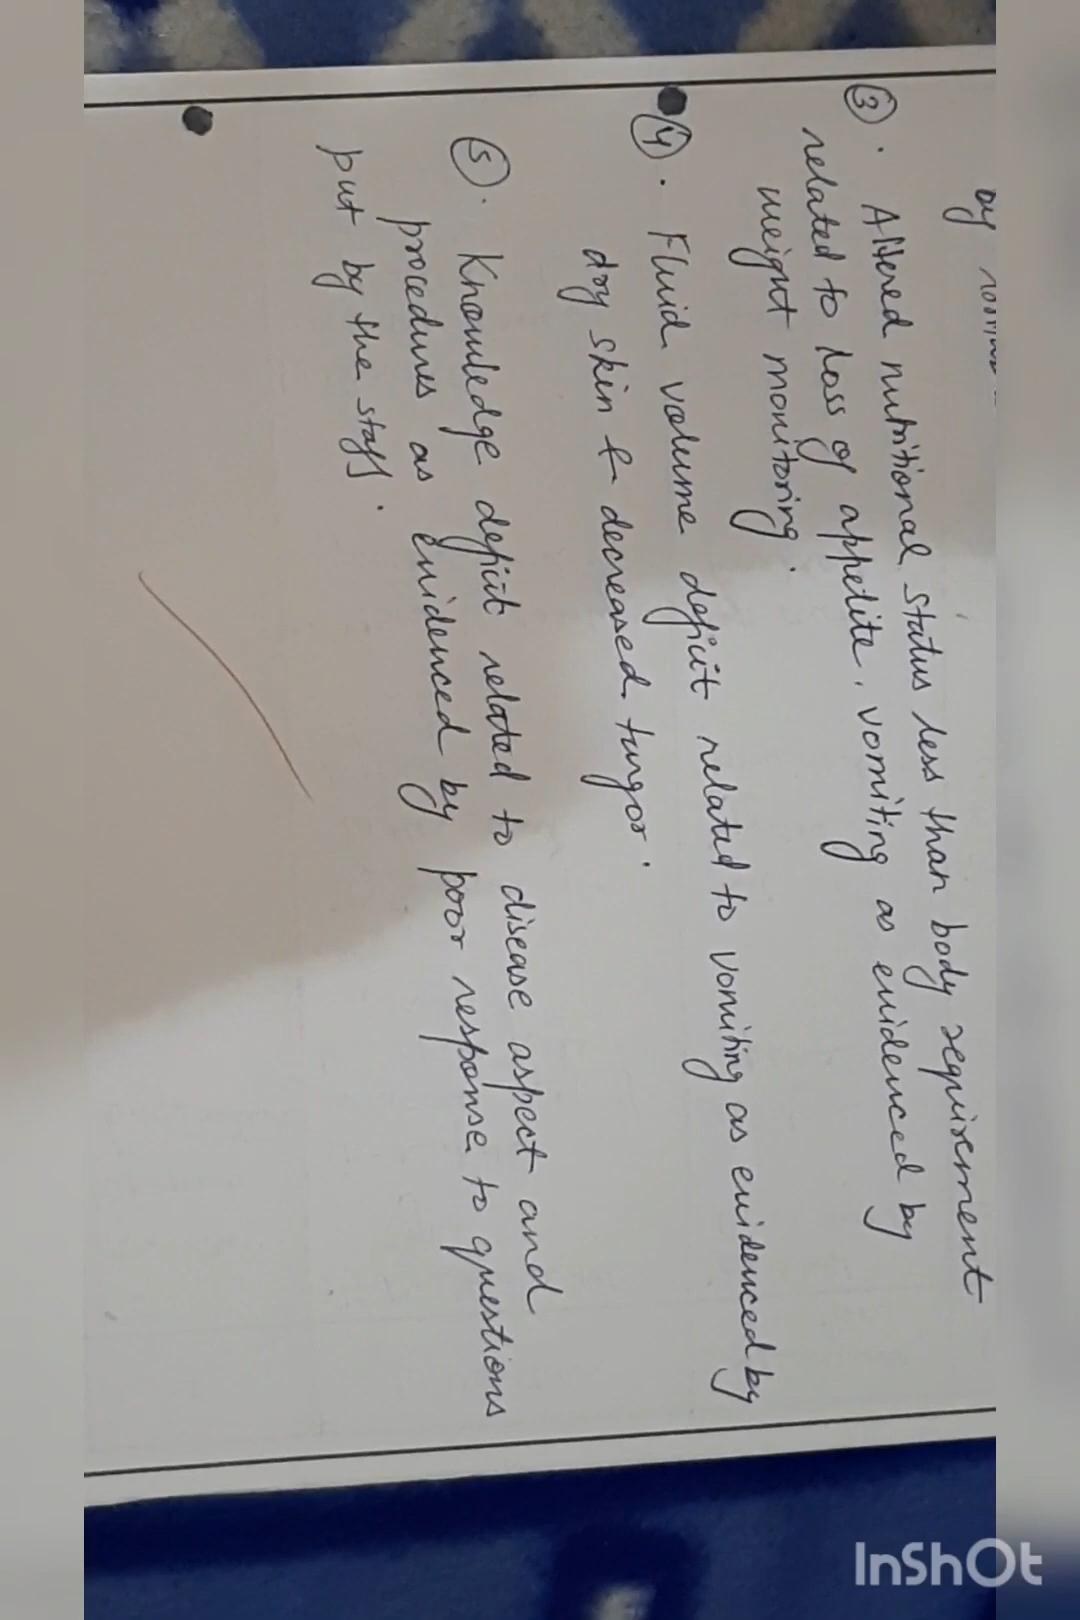 by
③. Altered nutritional status less than body requirement
related to loss of appetite, vomiting as evidenced by
weight monitoring.
④. Fluid volume deficit related to vomiting as evidenced by
dry skin & decreased turgor.
⑤. Knowledge deficit related to disease aspect and
procedures as evidenced by poor response to questions
put by the staff.
InShOt